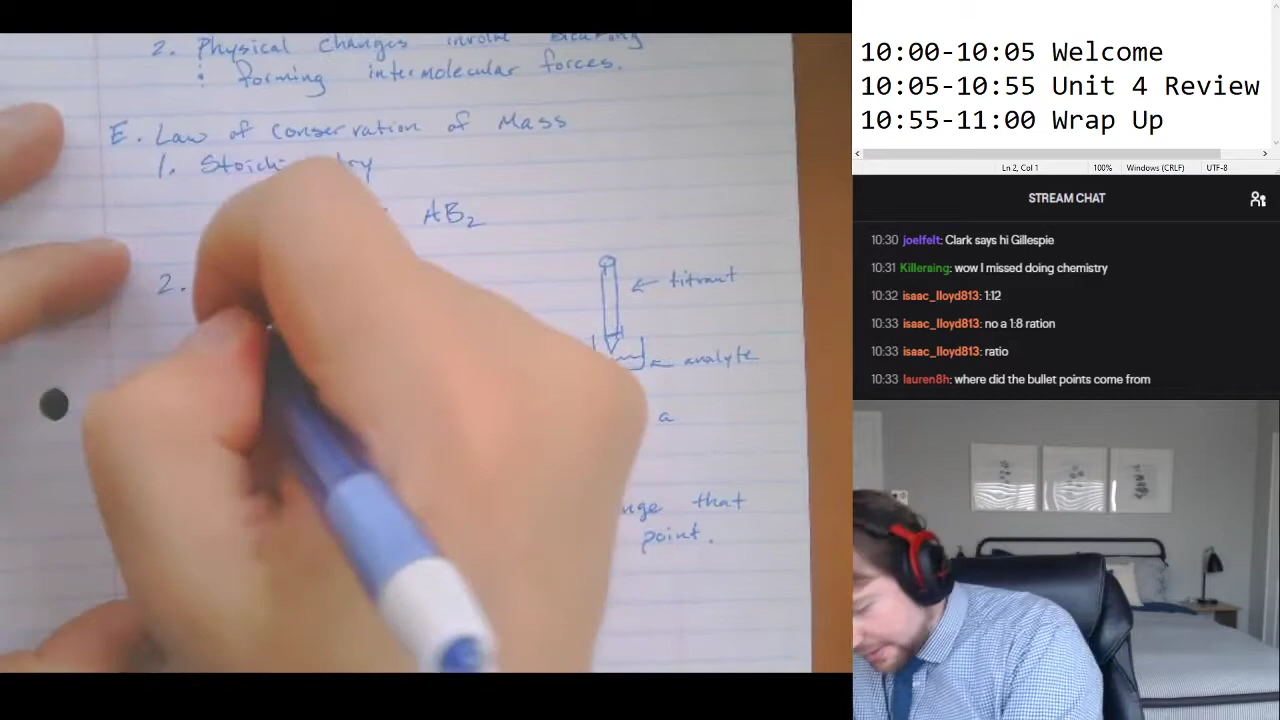 2. Physical changes involve breaking
: forming intermolecular forces.
E. Law of Conservation of Mass
1.
AB2
2.
← titrant
← analyte
a
that
point.
10:00-10:05 Welcome
10:05-10:55 Unit 4 Review
10:55-11:00 Wrap Up
Ln 2, Col 1 100% Windows (CRLF) UTF-8
STREAM CHAT
10:30 joelfelt: Clark says hi Gillespie
10:31 Killersing: wow I missed doing chemistry
10:32 isaac_lloyd813: 1:12
10:33 isaac_lloyd813: no a 1:8 ration
10:33 isaac_lloyd813: ratio
10:33 lauren8h: where did the bullet points come from